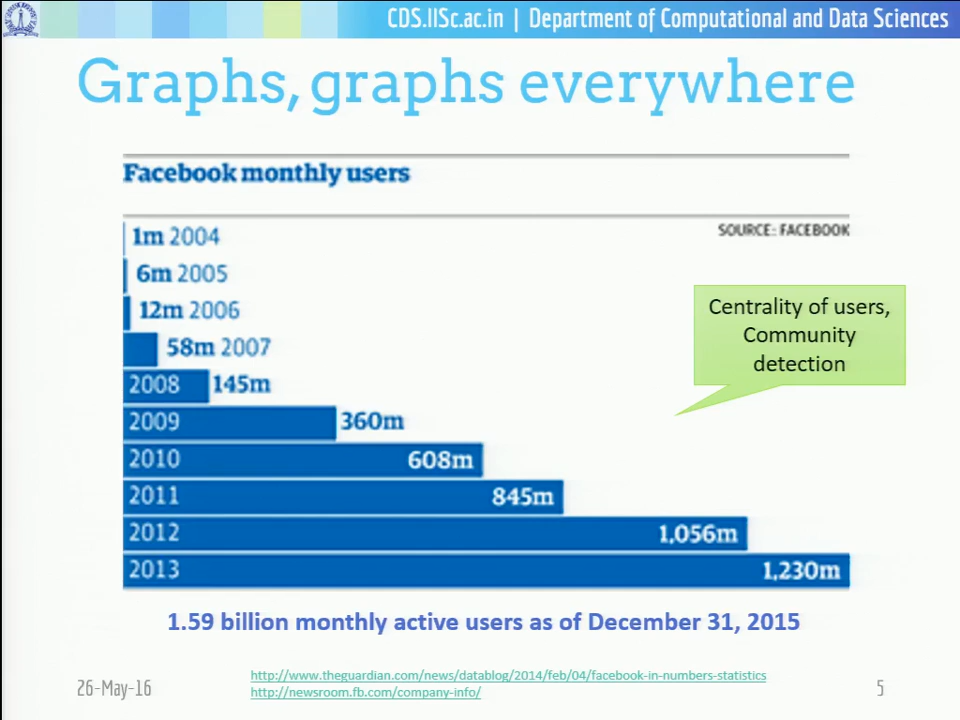 CDS.IISc.ac.in | Department of Computational and Data Sciences
Graphs, graphs everywhere
Facebook monthly users
SOURCE: FACEBOOK
1m 2004
6m 2005
12m 2006
58m 2007
2008 145m
2009 360m
2010 608m
2011 845m
2012 1,056m
2013 1,230m
Centrality of users,
Community
detection
1.59 billion monthly active users as of December 31, 2015
26-May-16
http://www.theguardian.com/news/datablog/2014/feb/04/facebook-in-numbers-statistics
http://newsroom.fb.com/company-info/
5